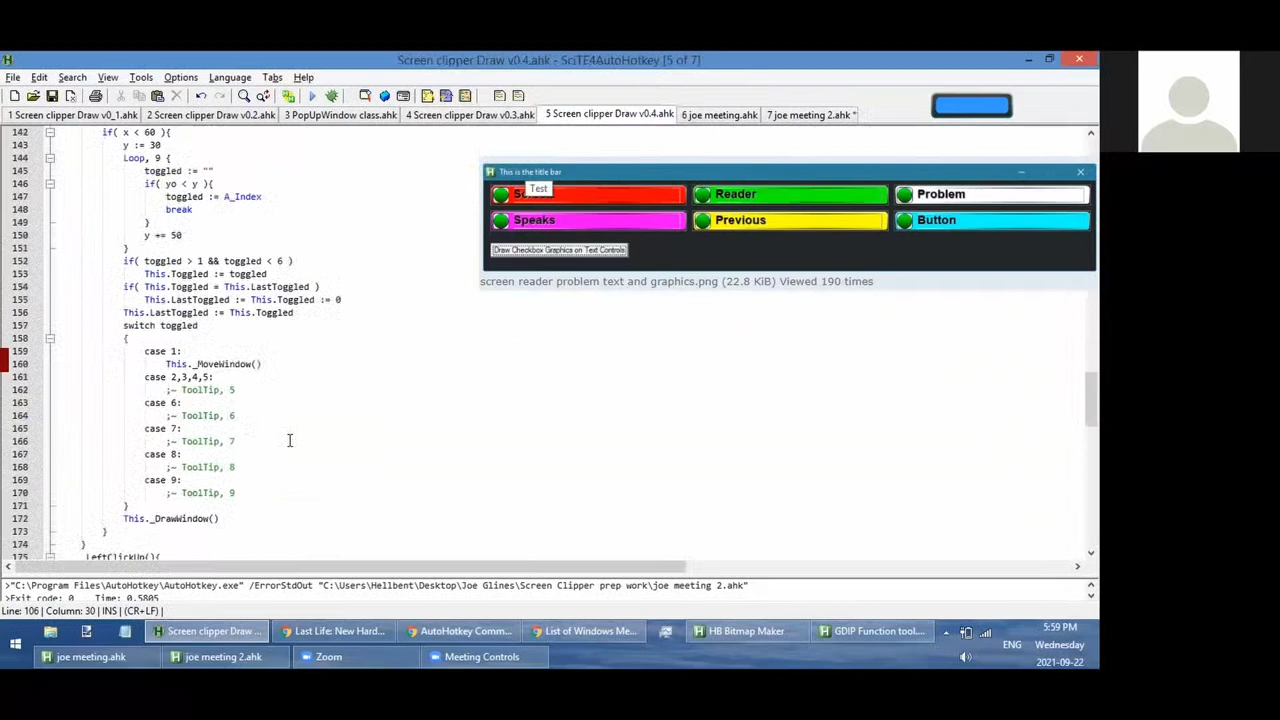 Screen clipper Draw v0.4.ahk - SciTE4AutoHotkey [5 of 7]
File Edit Search View Tools Options Language Tabs Help
1 Screen clipper Draw v0_1.ahk 2 Screen clipper Draw v0.2.ahk 3 PopUpWindow class.ahk 4 Screen clipper Draw v0.3.ahk 5 Screen clipper Draw v0.4.ahk 6 joe meeting.ahk 7 joe meeting 2.ahk *
142 if( x < 60 ){
143 y := 30
144 Loop, 9 {
145 toggled := ""
146 if( yo < y ){
147 toggled := A_Index
148 break
149 }
150 y += 50
151 }
152 if( toggled > 1 && toggled < 6 )
153 This.Toggled := toggled
154 if( This.Toggled = This.LastToggled )
155 This.LastToggled := This.Toggled := 0
156 This.LastToggled := This.Toggled
157 switch toggled
158 {
159 case 1:
160 This._MoveWindow()
161 case 2,3,4,5:
162 ;~ ToolTip, 5
163 case 6:
164 ;~ ToolTip, 6
165 case 7:
166 ;~ ToolTip, 7
167 case 8:
168 ;~ ToolTip, 8
169 case 9:
170 ;~ ToolTip, 9
171 }
172 This._DrawWindow()
173 }
174 }
175 _LeftClickUp(){
This is the title bar
Test
Reader Problem
Speaks Previous Button
Draw Checkbox Graphics on Text Controls
screen reader problem text and graphics.png (22.8 KiB) Viewed 190 times
>"C:\Program Files\AutoHotkey\AutoHotkey.exe" /ErrorStdOut "C:\Users\Hellbent\Desktop\Joe Glines\Screen Clipper prep work\joe meeting 2.ahk"
>Exit code: 0 Time: 0.5805
Line: 106 | Column: 30 | INS | (CR+LF) |
Screen clipper Draw ... Last Life: New Hard... AutoHotkey Comm... List of Windows Me... HB Bitmap Maker GDIP Function tool.... 5:59 PM
ENG Wednesday
joe meeting.ahk joe meeting 2.ahk Zoom Meeting Controls 2021-09-22